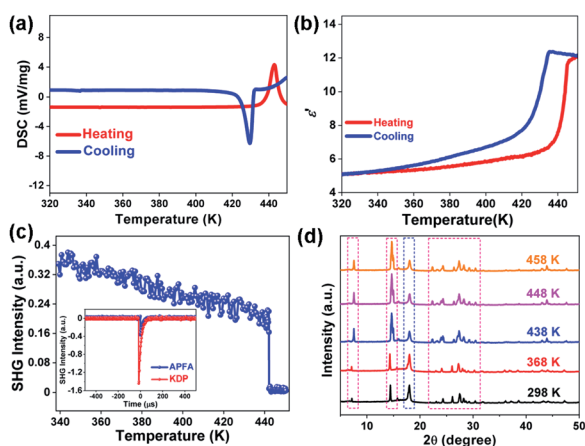 (a)
DSC (mV/mg)
8
4
0
-4
-8
-12
Heating
Cooling
320 340 360 380 400 420 440
Temperature (K)
(b)
ε'
12
10
8
6
4
Heating
Cooling
320 340 360 380 400 420 440
Temperature(K)
(c)
SHG Intensity (a.u.)
0.4
0.32
0.24
0.16
0.08
0
SHG Intensity (a.u.)
0.0
-0.4
-0.8
-1.2
-1.6
APFA
KDP
-400 -200 0 200 400
Time (μs)
340 360 380 400 420 440
Temperature (K)
(d)
Intensity (a.u.)
458 K
448 K
438 K
368 K
298 K
10 20 30 40 50
2θ (degree)